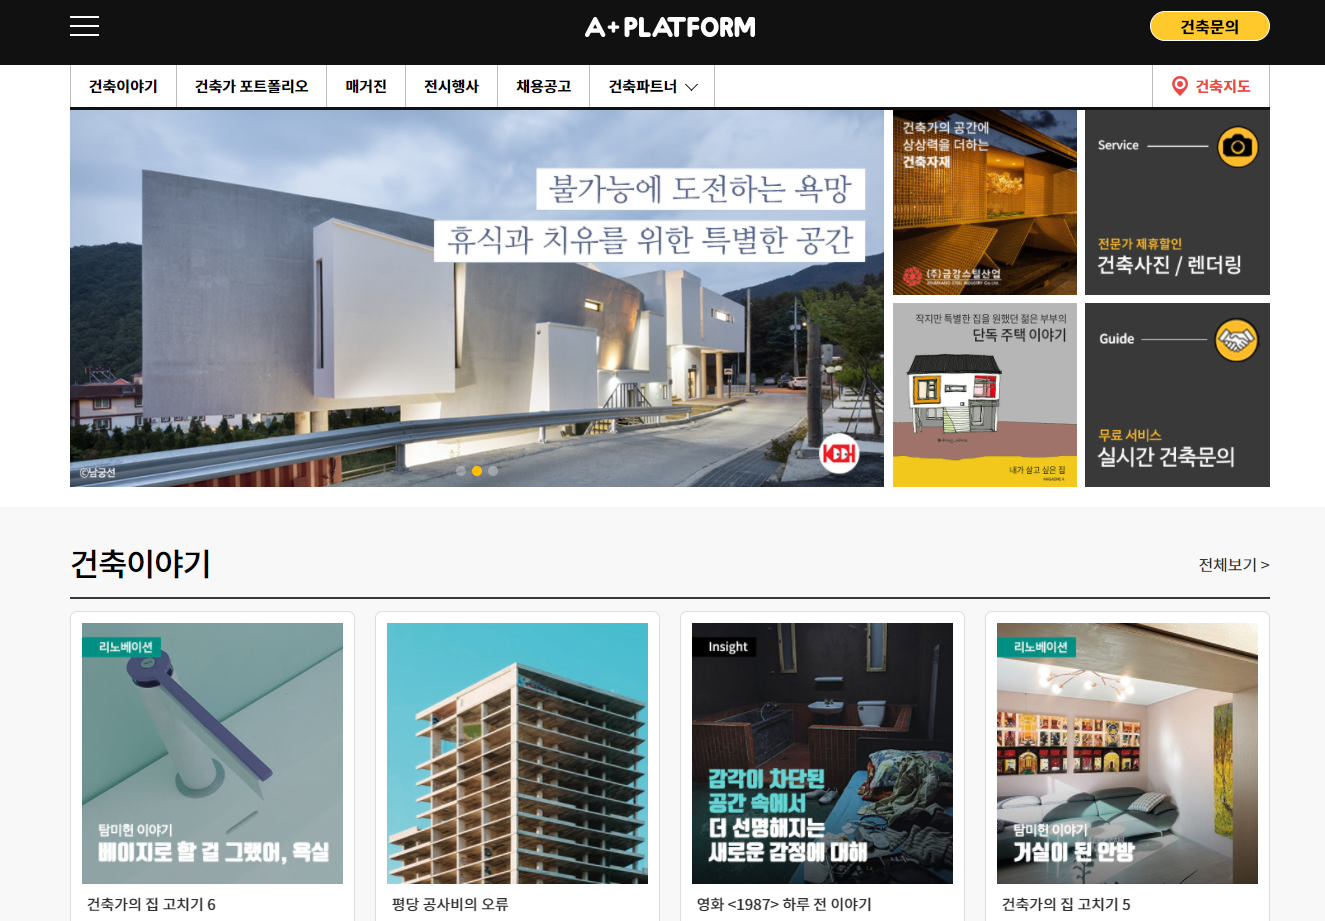 A+PLATFORM
건축문의
건축이야기
건축가 포트폴리오
매거진
전시행사
채용공고
건축파트너
건축지도
불가능에 도전하는 욕망
휴식과 치유를 위한 특별한 공간
©남궁선
KCCH
건축가의 공간에
상상력을 더하는
건축자재
(주)금강스틸산업
Service
전문가 제휴할인
건축사진 / 렌더링
작지만 특별한 집을 원했던 젊은 부부의
단독 주택 이야기
내가 살고 싶은 집
Guide
무료 서비스
실시간 건축문의
건축이야기
전체보기 >
리노베이션
탐미헌 이야기
베이지로 할 걸 그랬어, 욕실
건축가의 집 고치기 6
평당 공사비의 오류
Insight
감각이 차단된
공간 속에서
더 선명해지는
새로운 감정에 대해
영화 <1987> 하루 전 이야기
리노베이션
탐미헌 이야기
거실이 된 안방
건축가의 집 고치기 5